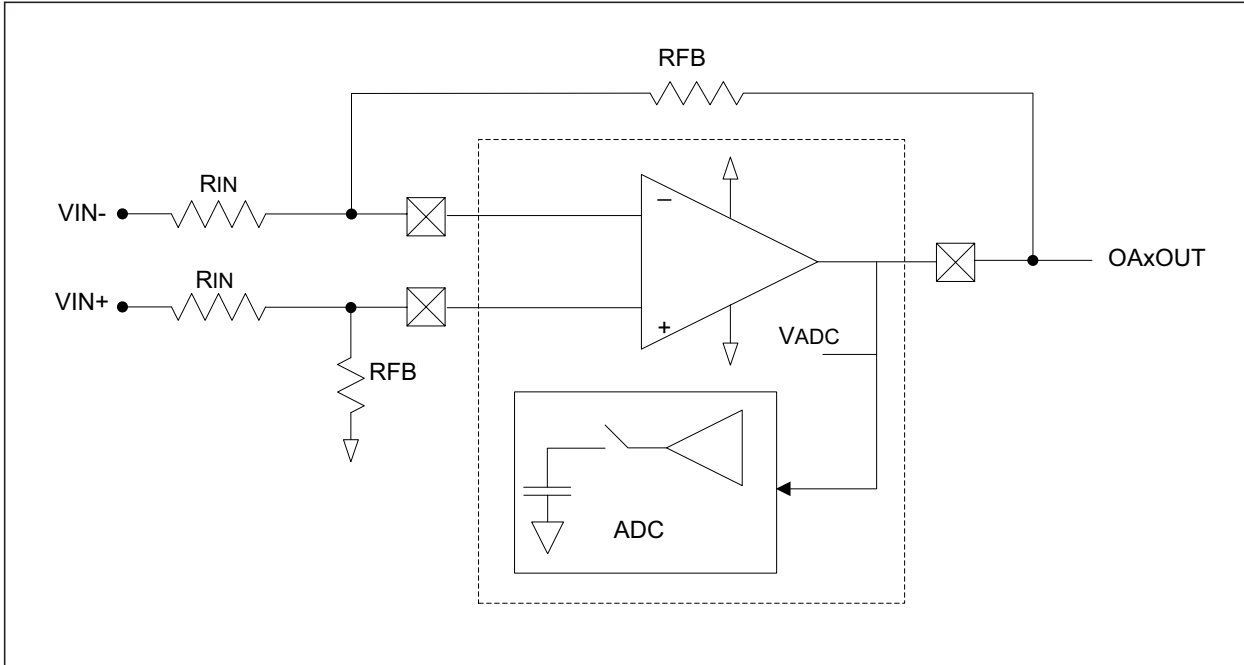 RFB
RIN
VIN-
–
OAxOUT
RIN
VIN+
+
VADC
RFB
ADC